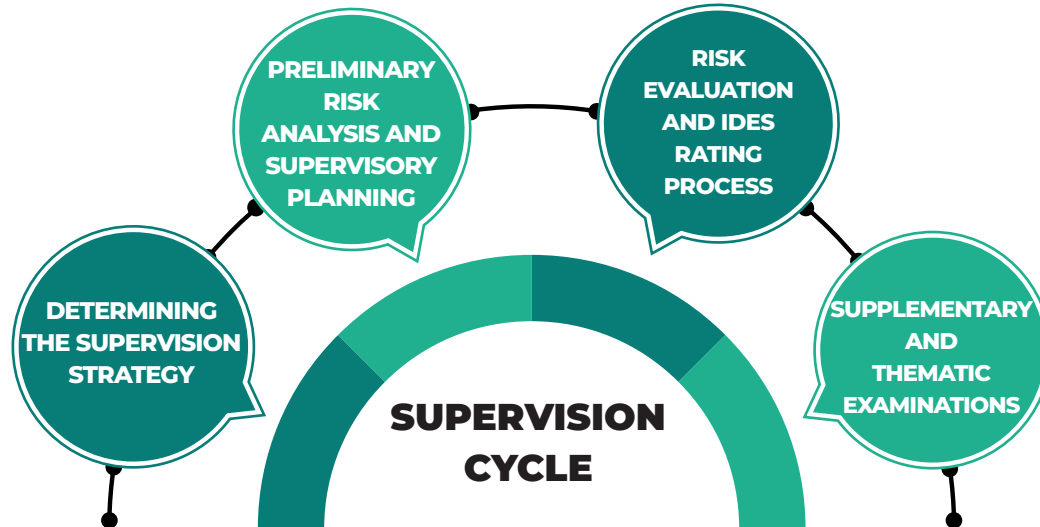 PRELIMINARY
RISK
ANALYSIS AND
SUPERVISORY
PLANNING
RISK
EVALUATION
AND IDES
RATING
PROCESS
DETERMINING
THE SUPERVISION
STRATEGY
SUPPLEMENTARY
AND
THEMATIC
EXAMINATIONS
SUPERVISION
CYCLE